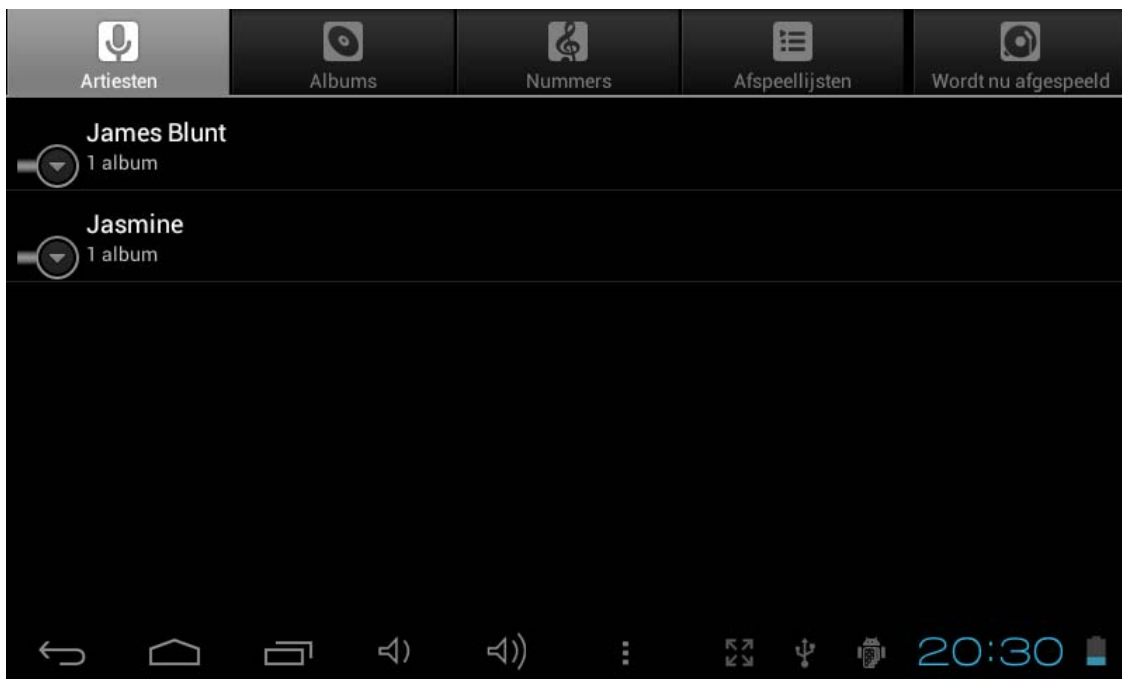 Artiesten
Albums
Nummers
Afspeellijsten
Wordt nu afgespeeld
James Blunt
1 album
Jasmine
1 album
20:30